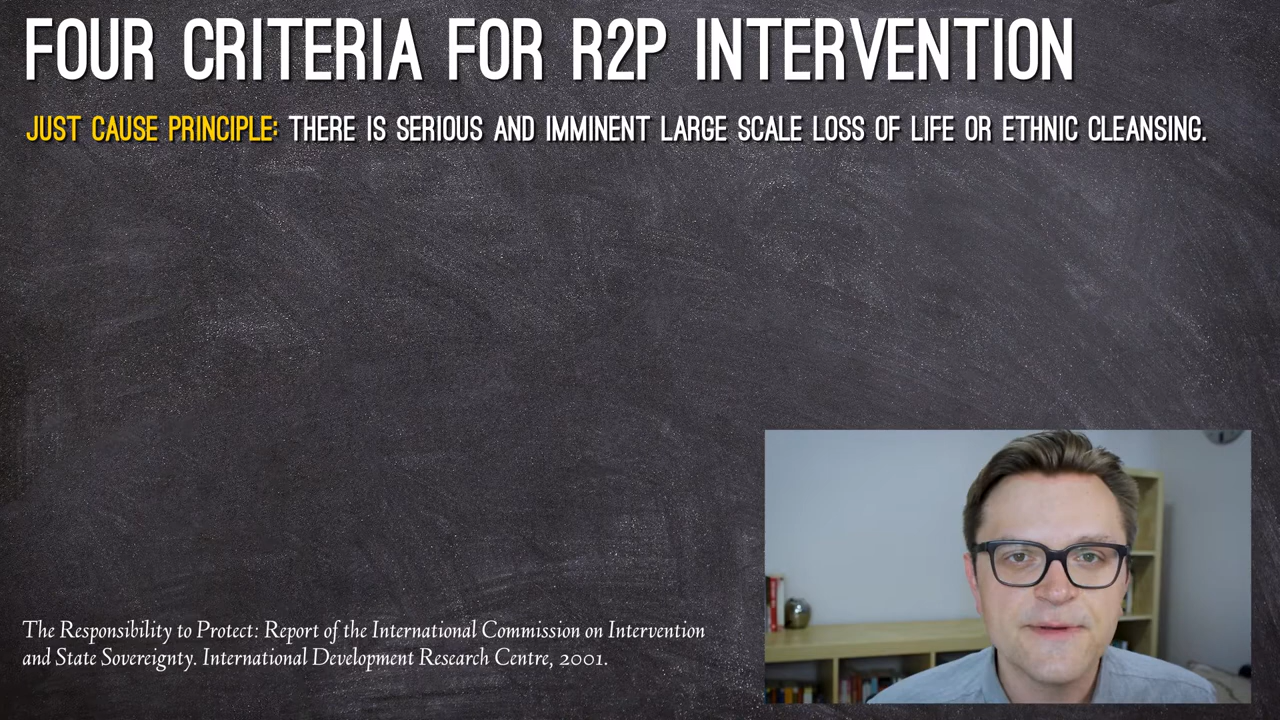 FOUR CRITERIA FOR R2P INTERVENTION
JUST CAUSE PRINCIPLE: THERE IS SERIOUS AND IMMINENT LARGE SCALE LOSS OF LIFE OR ETHNIC CLEANSING.
The Responsibility to Protect: Report of the International Commission on Intervention
and State Sovereignty. International Development Research Centre, 2001.